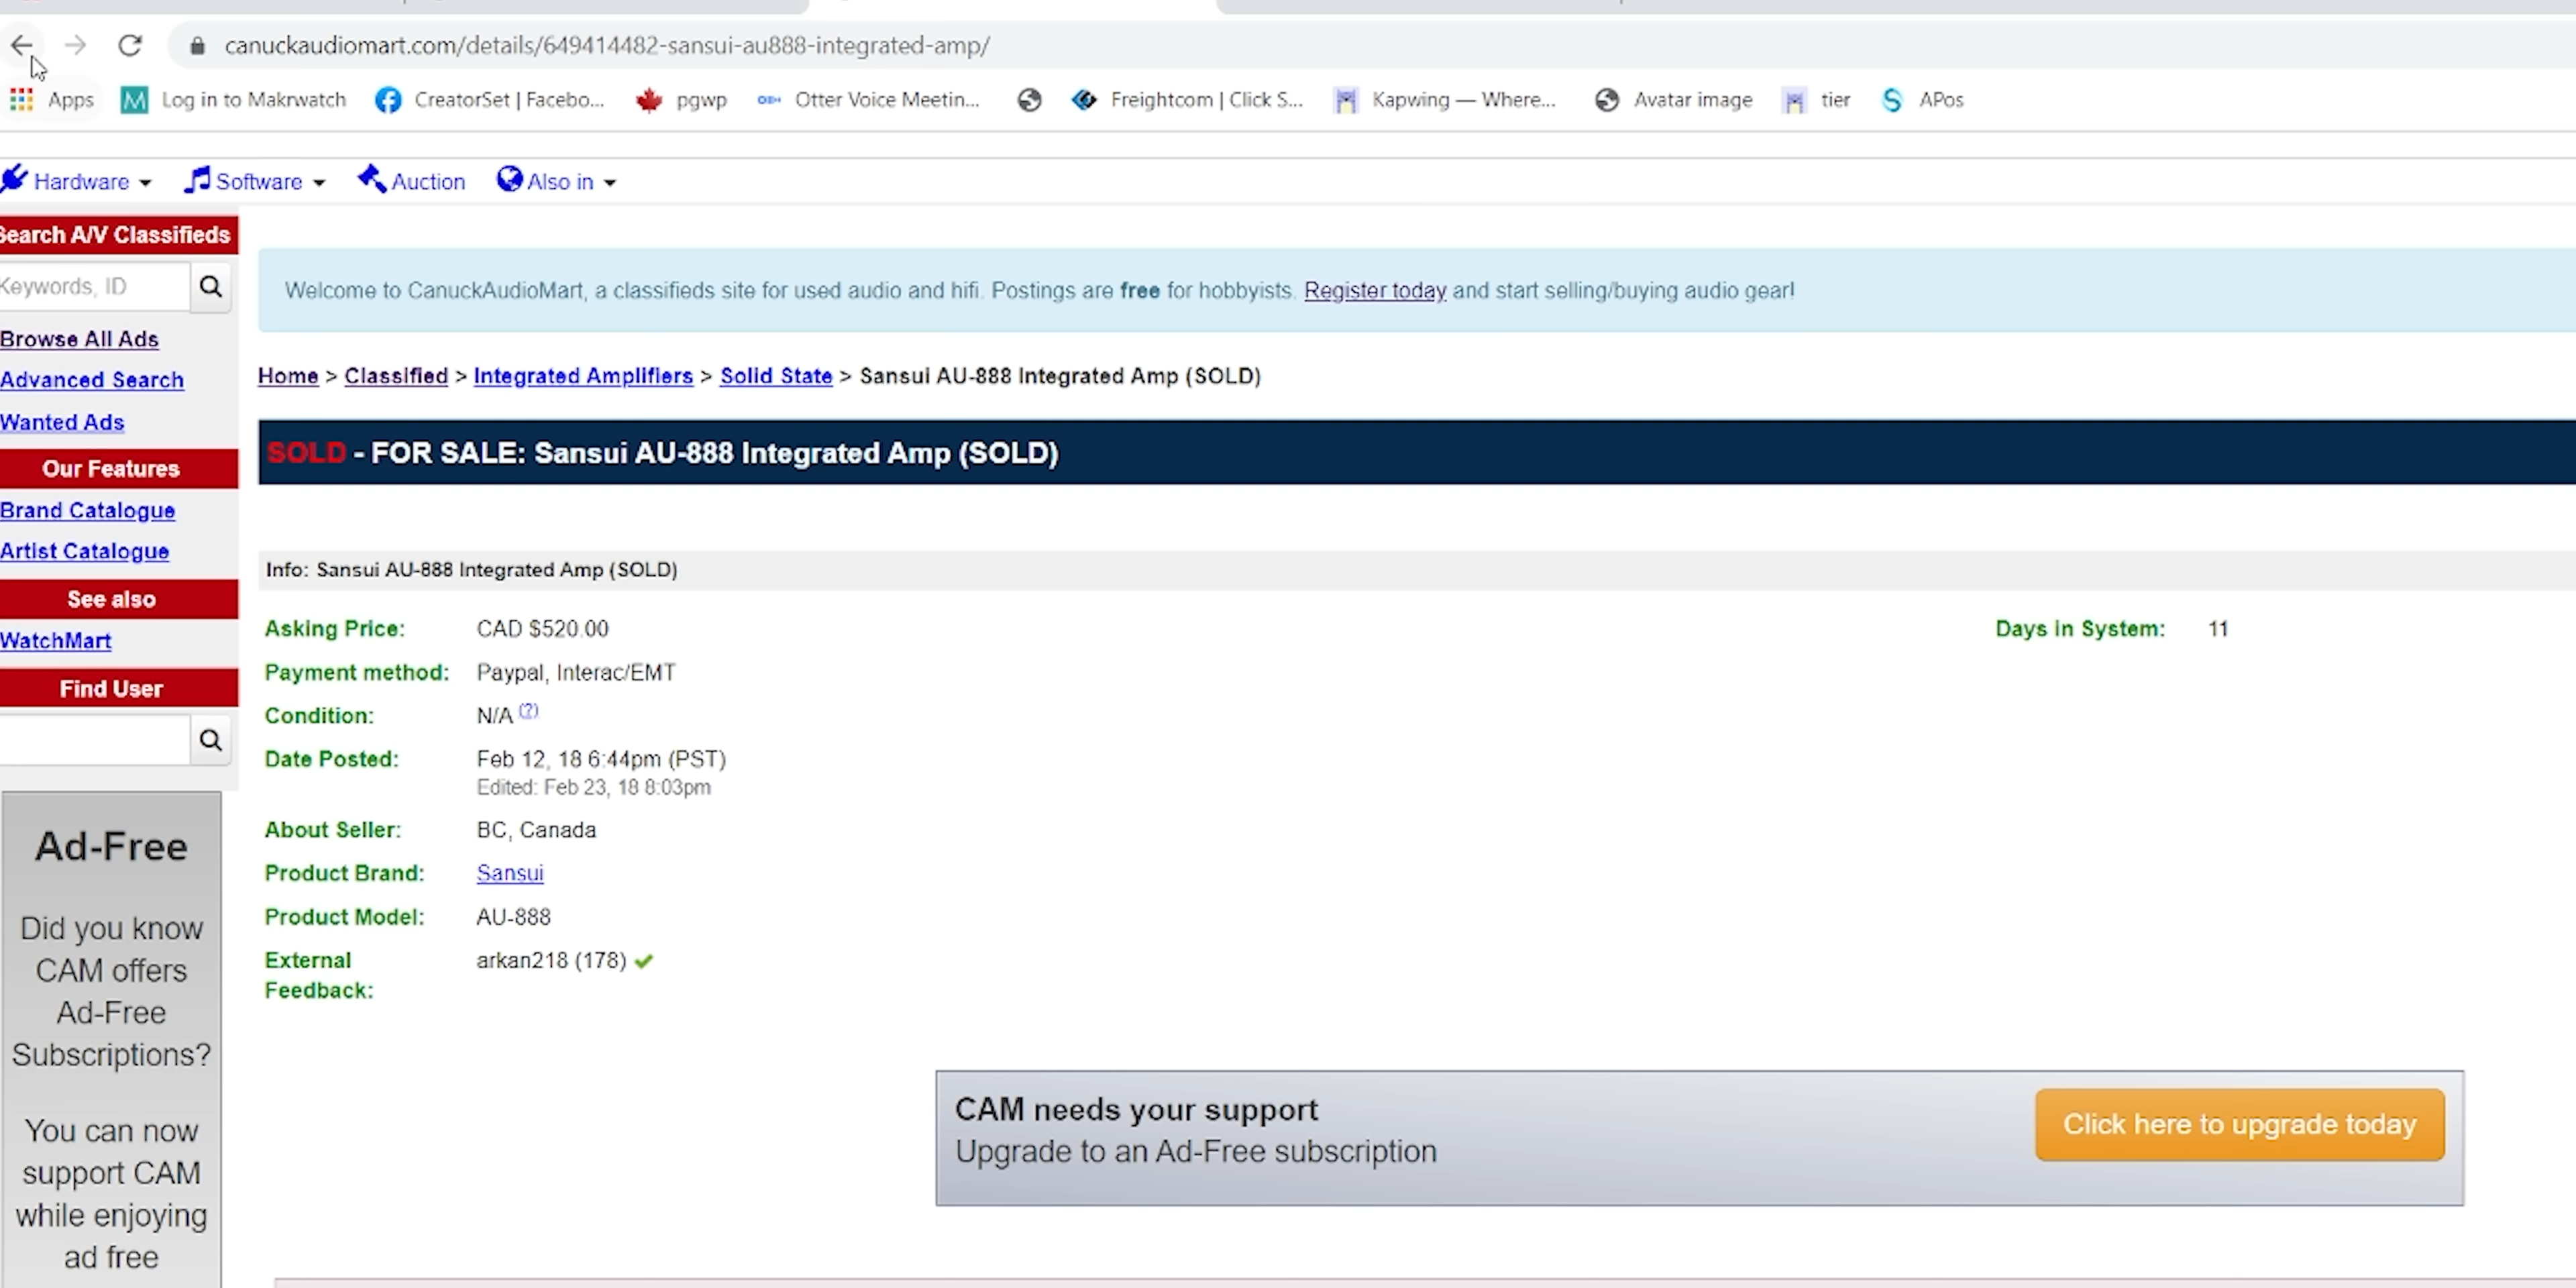 canuckaudiomart.com/details/649414482-sansui-au888-integrated-amp/
Apps Log in to Makrwatch CreatorSet | Facebo... pgwp Otter Voice Meetin... Freightcom | Click S... Kapwing — Where... Avatar image tier APos
Hardware Software Auction Also in
Search A/V Classifieds
Keywords, ID
Browse All Ads
Advanced Search
Wanted Ads
Our Features
Brand Catalogue
Artist Catalogue
See also
WatchMart
Find User
Ad-Free
Did you know
CAM offers
Ad-Free
Subscriptions?
You can now
support CAM
while enjoying
ad free
Welcome to CanuckAudioMart, a classifieds site for used audio and hifi. Postings are free for hobbyists. Register today and start selling/buying audio gear!
Home > Classified > Integrated Amplifiers > Solid State > Sansui AU-888 Integrated Amp (SOLD)
SOLD - FOR SALE: Sansui AU-888 Integrated Amp (SOLD)
Info: Sansui AU-888 Integrated Amp (SOLD)
Asking Price: CAD $520.00 Days in System: 11
Payment method: Paypal, Interac/EMT
Condition: N/A (?)
Date Posted: Feb 12, 18 6:44pm (PST)
Edited: Feb 23, 18 8:03pm
About Seller: BC, Canada
Product Brand: Sansui
Product Model: AU-888
External arkan218 (178)
Feedback:
CAM needs your support
Upgrade to an Ad-Free subscription
Click here to upgrade today